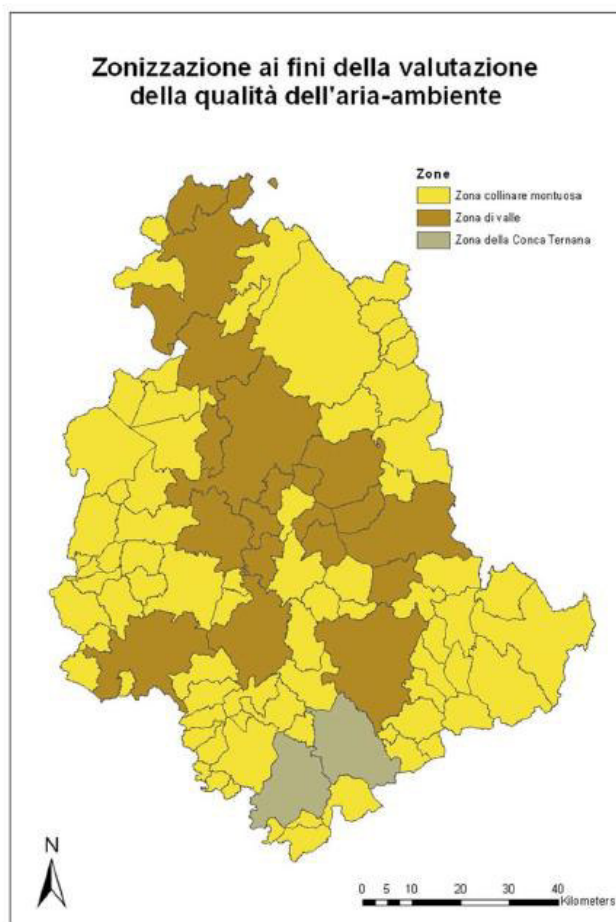 Zonizzazione ai fini della valutazione
della qualità dell'aria-ambiente
Zone
Zona collinare montuosa
Zona di valle
Zona della Conca Ternana
N
0 5 10 20 30 40
Kilometers